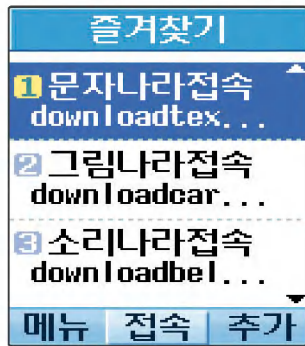 즐겨찾기
1 문자나라접속
downloadtex...
2 그림나라접속
downloadcar...
3 소리나라접속
downloadbel...
메뉴 접속 추가